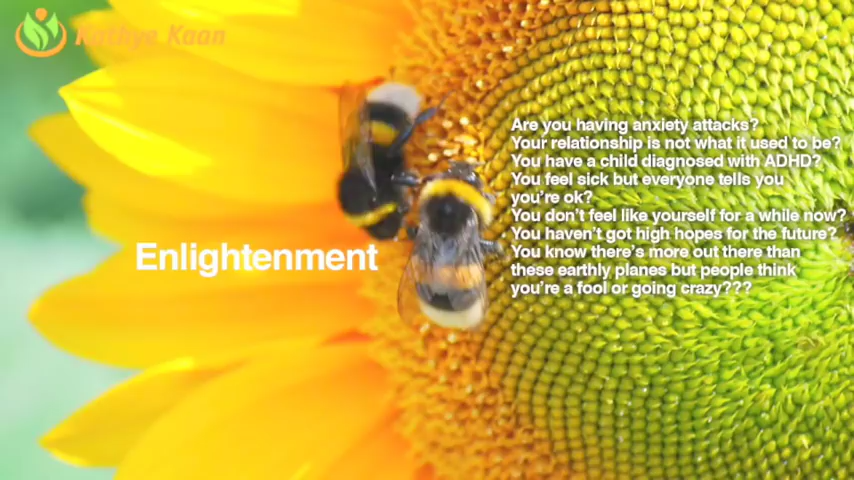 Kathye Kaan
Are you having anxiety attacks?
Your relationship is not what it used to be?
You have a child diagnosed with ADHD?
You feel sick but everyone tells you
you're ok?
You don't feel like yourself for a while now?
You haven't got high hopes for the future?
You know there's more out there than
these earthly planes but people think
you're a fool or going crazy???
Enlightenment